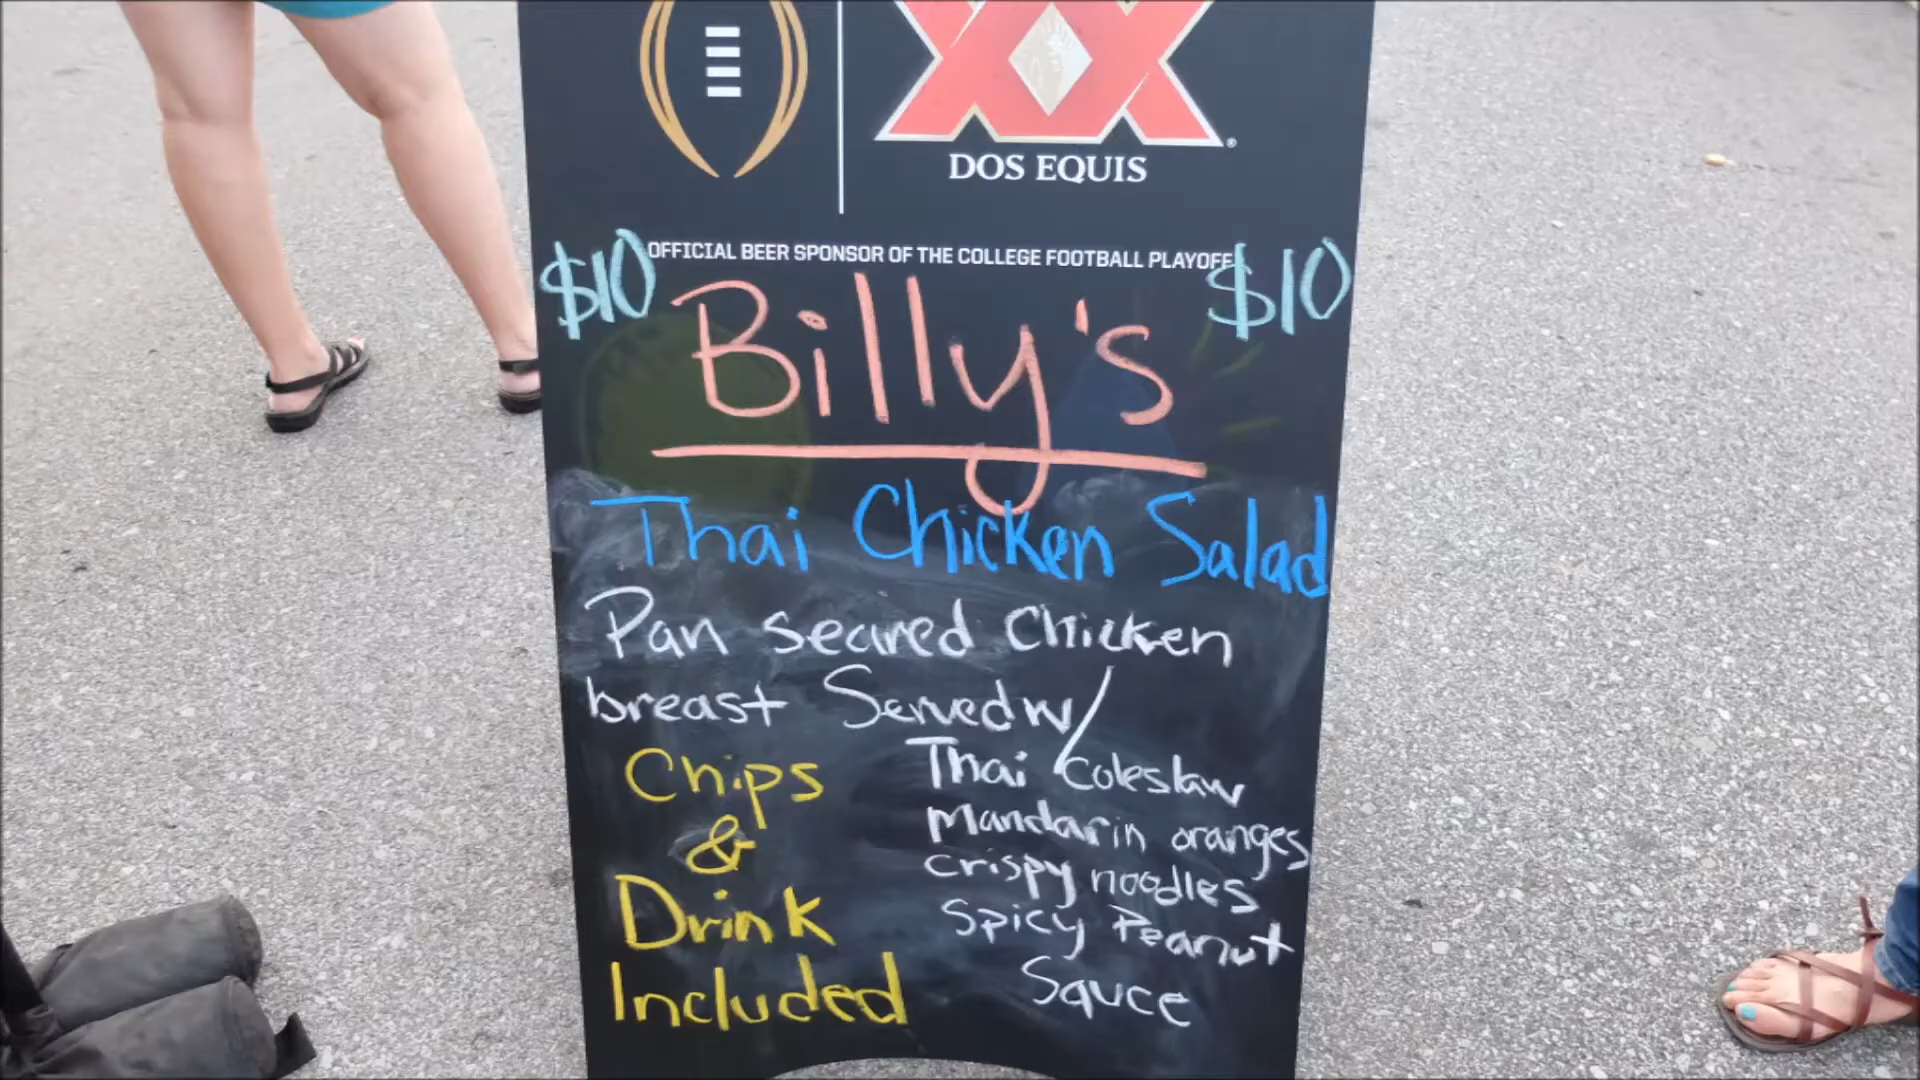 XX
DOS EQUIS
OFFICIAL BEER SPONSOR OF THE COLLEGE FOOTBALL PLAYOFF
$10 Billy's $10
Thai Chicken Salad
Pan seared Chicken
breast Served w/
Thai Coleslaw
Mandarin oranges
crispy noodles
Spicy Peanut
Sauce
Chips
&
Drink
Included